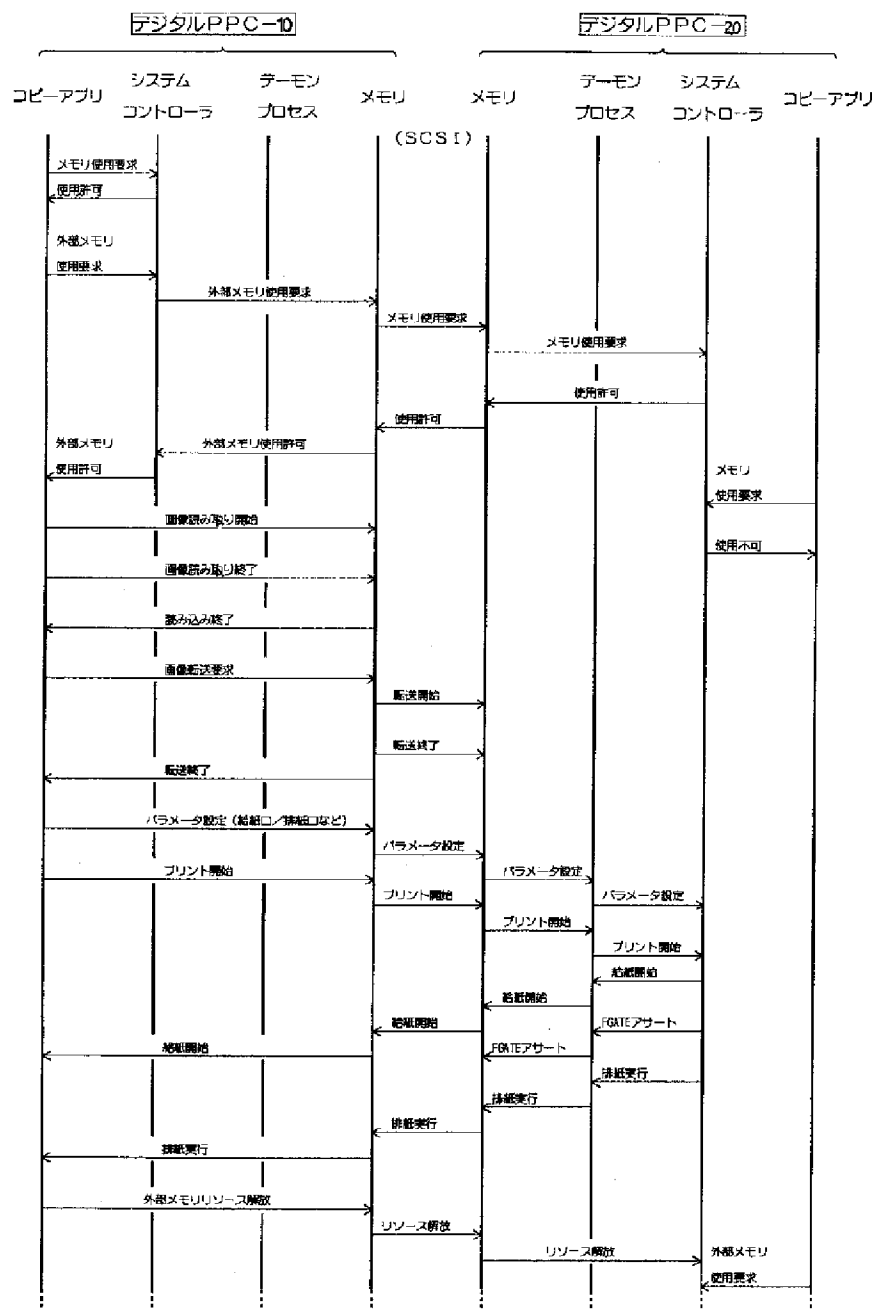 デジタルPPC-10
デジタルPPC-20
コピーアプリ
システム
コントローラ
デーモン
プロセス
メモリ
メモリ
デーモン
プロセス
システム
コントローラ
コピーアプリ
(SCSI)
メモリ使用要求
使用許可
外部メモリ
使用要求
外部メモリ使用要求
メモリ使用要求
メモリ使用要求
使用許可
使用許可
外部メモリ使用許可
外部メモリ
使用許可
メモリ
使用要求
画像読み取り開始
使用不可
画像読み取り終了
読み込み終了
画像転送要求
転送開始
転送終了
転送終了
パラメータ設定(給紙口/排紙口など)
パラメータ設定
プリント開始
パラメータ設定
プリント開始
パラメータ設定
プリント開始
プリント開始
給紙開始
給紙開始
給紙開始
FGATEアサート
給紙開始
FGATEアサート
排紙実行
排紙実行
排紙実行
排紙実行
外部メモリリソース解放
リソース解放
リソース解放
外部メモリ
使用要求